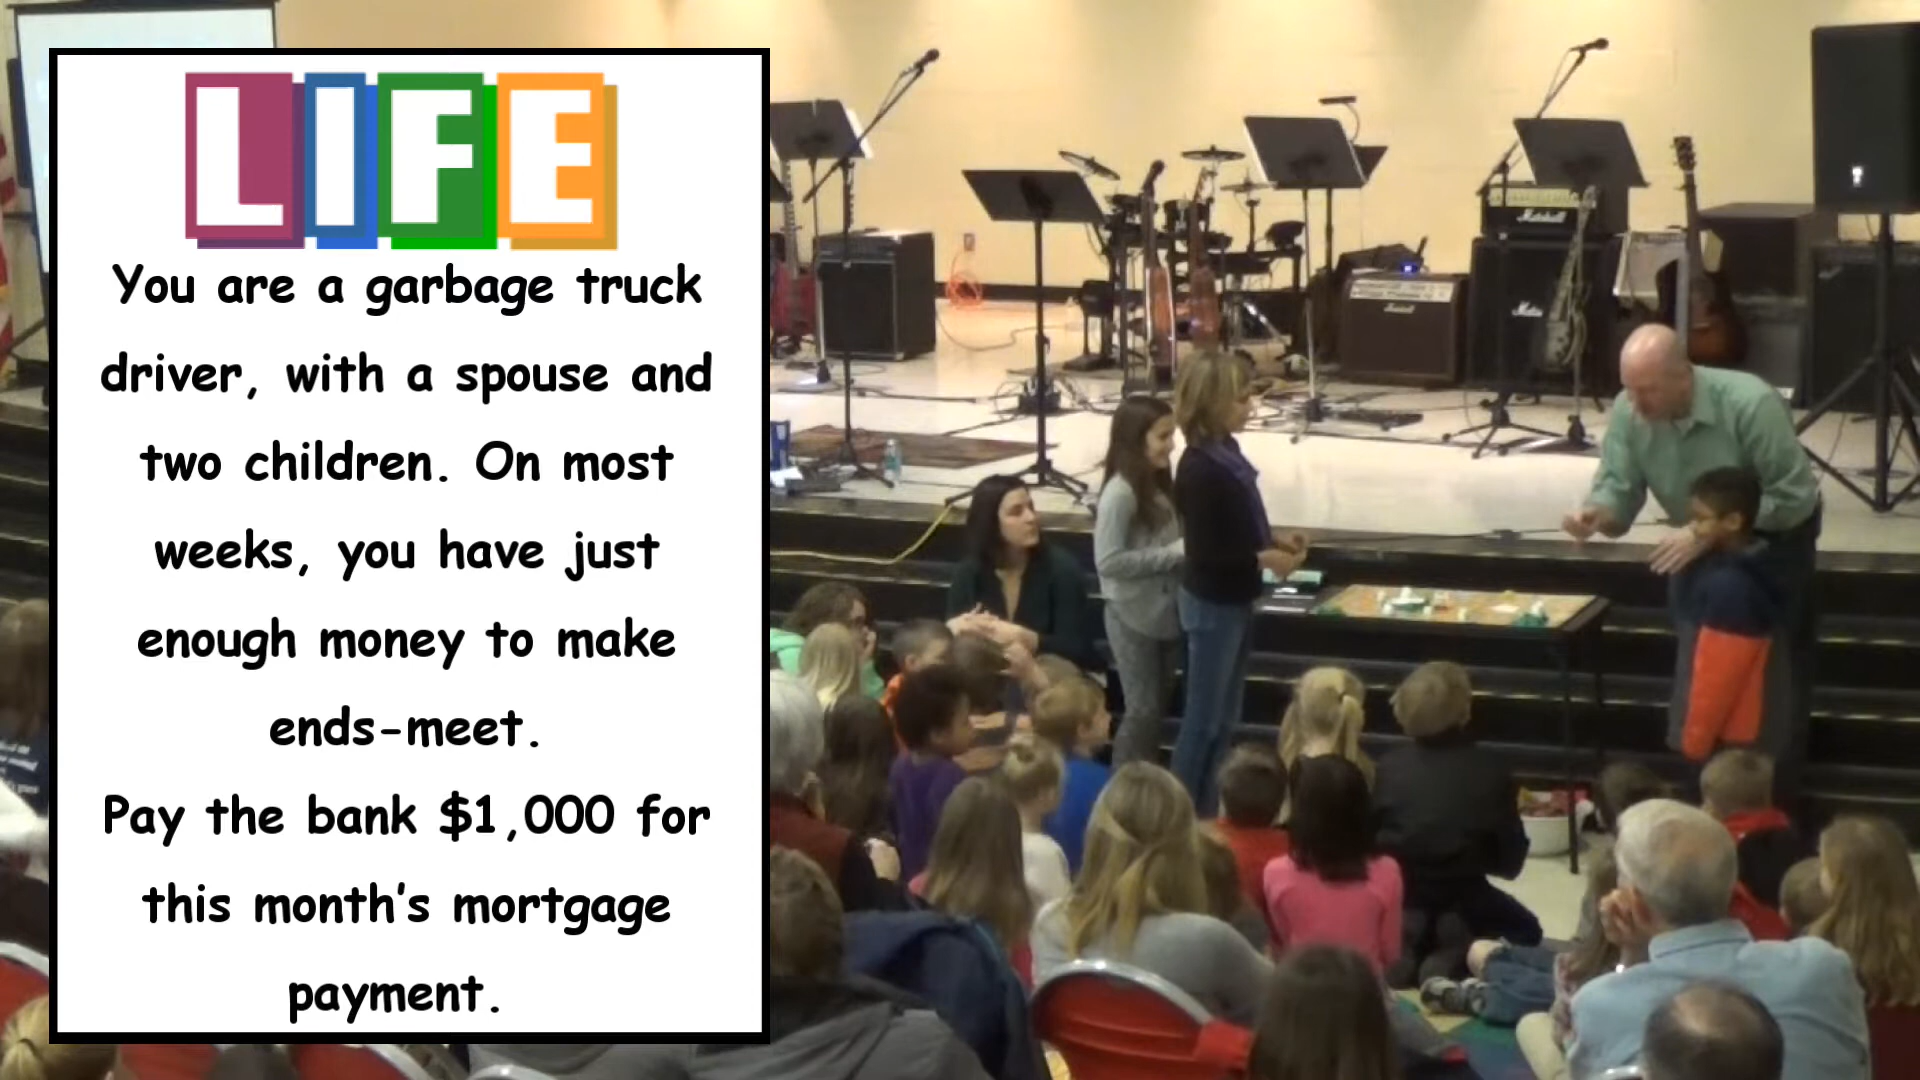 LIFE
You are a garbage truck
driver, with a spouse and
two children. On most
weeks, you have just
enough money to make
ends-meet.
Pay the bank $1,000 for
this month's mortgage
payment.
Marshall